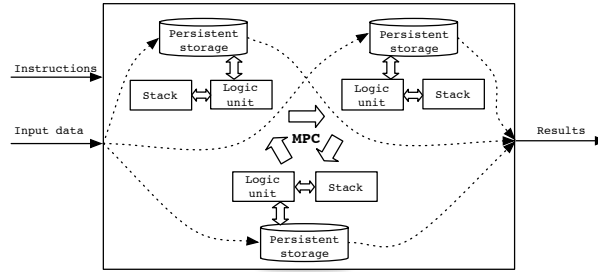 Persistent
storage
Persistent
storage
Instructions
Stack
Logic
unit
Logic
unit
Stack
Input data
MPC
Results
Logic
unit
Stack
Persistent
storage